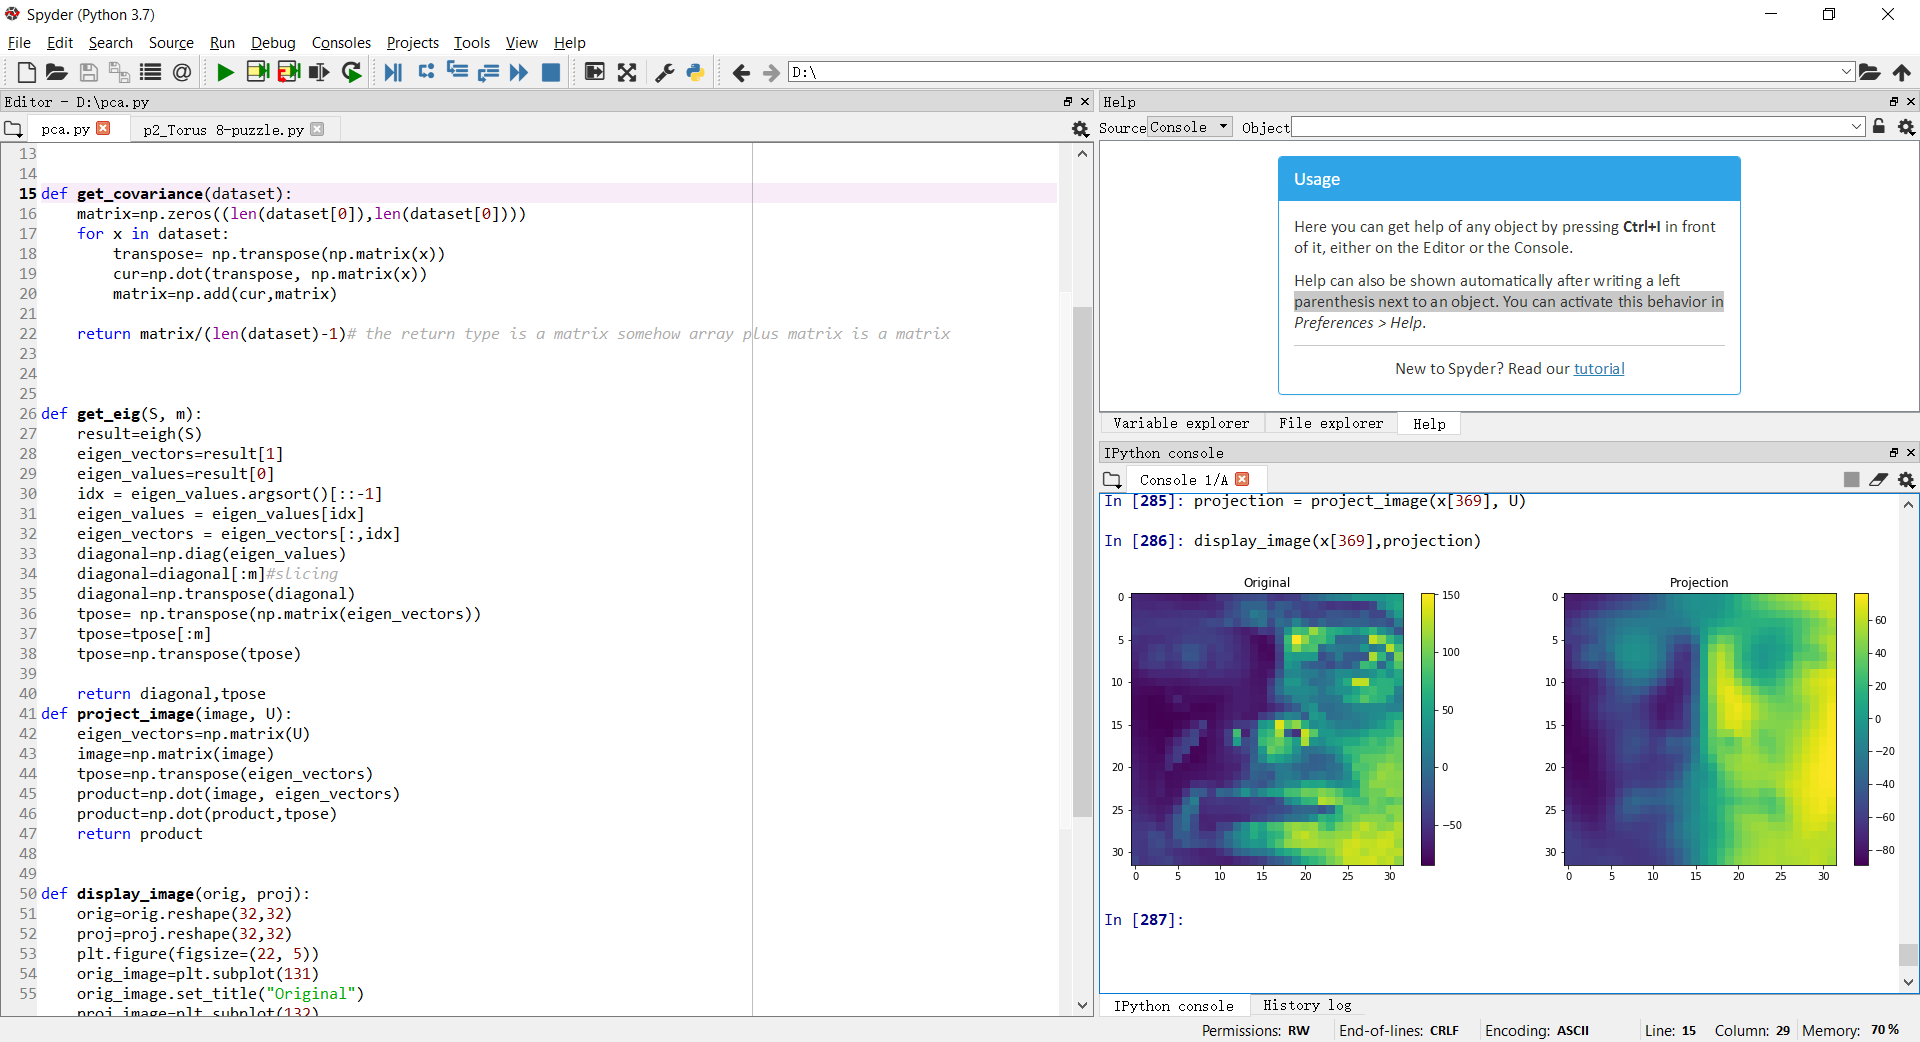 Spyder (Python 3.7)
File Edit Search Source Run Debug Consoles Projects Tools View Help
D:\
Editor - D:\pca.py
pca.py p2_Torus 8-puzzle.py
13
14
15 def get_covariance(dataset):
16 matrix=np.zeros((len(dataset[0]),len(dataset[0])))
17 for x in dataset:
18 transpose= np.transpose(np.matrix(x))
19 cur=np.dot(transpose, np.matrix(x))
20 matrix=np.add(cur,matrix)
21
22 return matrix/(len(dataset)-1)# the return type is a matrix somehow array plus matrix is a matrix
23
24
25
26 def get_eig(S, m):
27 result=eigh(S)
28 eigen_vectors=result[1]
29 eigen_values=result[0]
30 idx = eigen_values.argsort()[::-1]
31 eigen_values = eigen_values[idx]
32 eigen_vectors = eigen_vectors[:,idx]
33 diagonal=np.diag(eigen_values)
34 diagonal=diagonal[:m]#slicing
35 diagonal=np.transpose(diagonal)
36 tpose= np.transpose(np.matrix(eigen_vectors))
37 tpose=tpose[:m]
38 tpose=np.transpose(tpose)
39
40 return diagonal,tpose
41 def project_image(image, U):
42 eigen_vectors=np.matrix(U)
43 image=np.matrix(image)
44 tpose=np.transpose(eigen_vectors)
45 product=np.dot(image, eigen_vectors)
46 product=np.dot(product,tpose)
47 return product
48
49
50 def display_image(orig, proj):
51 orig=orig.reshape(32,32)
52 proj=proj.reshape(32,32)
53 plt.figure(figsize=(22, 5))
54 orig_image=plt.subplot(131)
55 orig_image.set_title("Original")
proj_image=plt.subplot(132)
Help
Source Console Object
Usage
Here you can get help of any object by pressing Ctrl+I in front
of it, either on the Editor or the Console.
Help can also be shown automatically after writing a left
parenthesis next to an object. You can activate this behavior in
Preferences > Help.
New to Spyder? Read our tutorial
Variable explorer File explorer Help
IPython console
Console 1/A
In [285]: projection = project_image(x[369], U)
In [286]: display_image(x[369],projection)
Original
0
5
10
15
20
25
30
0 5 10 15 20 25 30
150
100
50
0
−50
Projection
0
5
10
15
20
25
30
0 5 10 15 20 25 30
60
40
20
0
−20
−40
−60
−80
In [287]:
IPython console History log
Permissions: RW End-of-lines: CRLF Encoding: ASCII Line: 15 Column: 29 Memory: 70 %